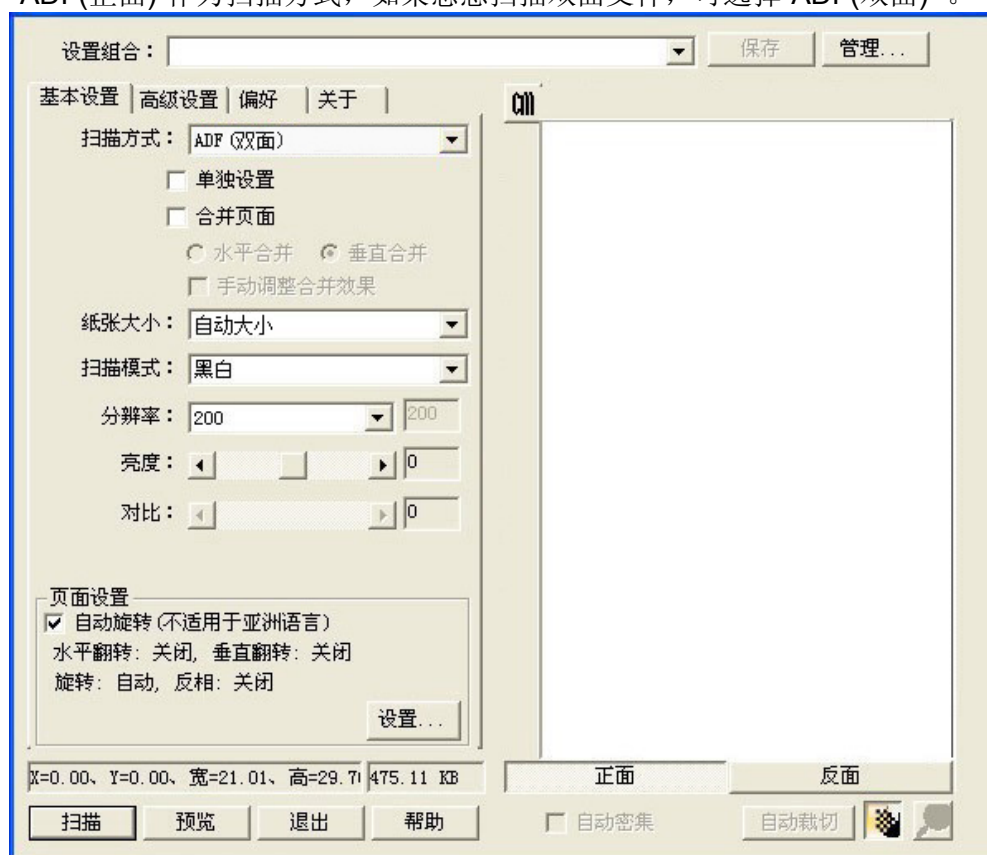 ADF(正面) 作为扫描方式，如果您想扫描双面文件，可选择 ADF(双面) 。
设置组合： 保存 管理...
基本设置 高级设置 偏好 关于
cm
扫描方式： ADF (双面)
单独设置
合并页面
水平合并 垂直合并
手动调整合并效果
纸张大小： 自动大小
扫描模式： 黑白
分辨率： 200 200
亮度： 0
对比： 0
页面设置
自动旋转(不适用于亚洲语言)
水平翻转：关闭，垂直翻转：关闭
旋转：自动，反相：关闭
设置...
X=0.00、Y=0.00、宽=21.01、高=29.70 475.11 KB
正面 反面
扫描 预览 退出 帮助 自动密集 自动裁切